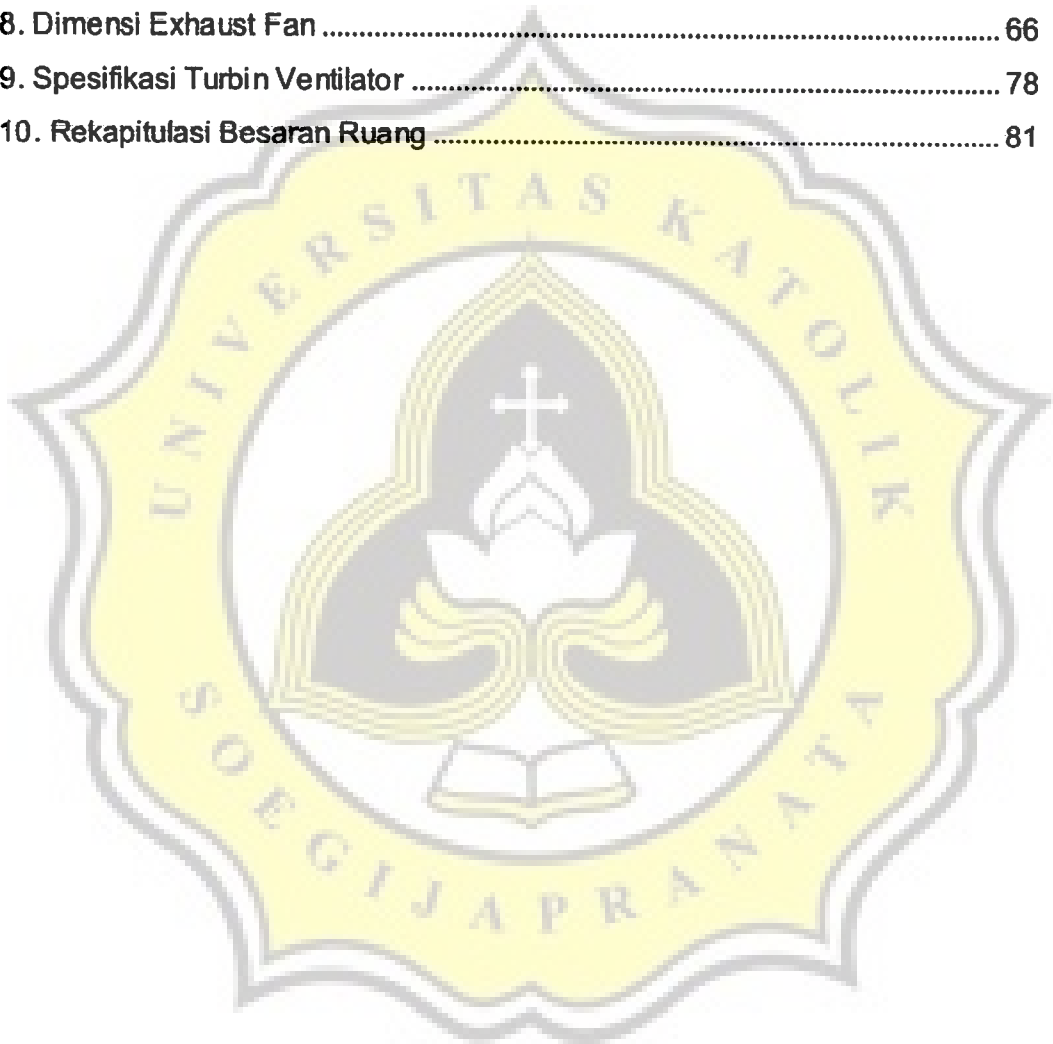 8. Dimensi Exhaust Fan ........................................................................ 66
9. Spesifikasi Turbin Ventilator ............................................................... 78
10. Rekapitulasi Besaran Ruang ............................................................ 81
UNIVERSITAS KATOLIK
SOEGIJAPRANATA